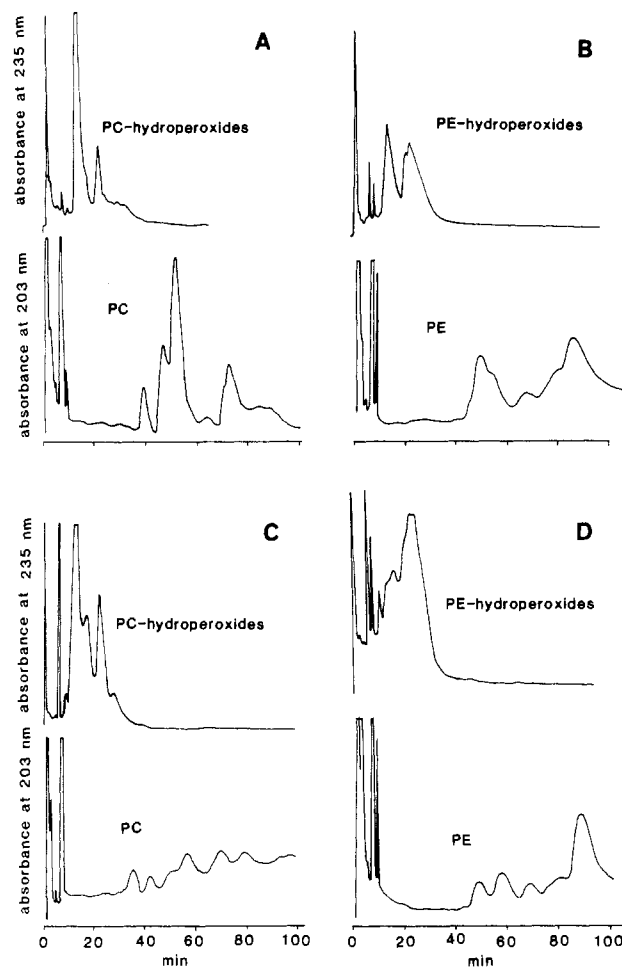 A
absorbance at 235 nm
PC-hydroperoxides
B
PE-hydroperoxides
absorbance at 203 nm
PC
PE
C
absorbance at 235 nm
PC-hydroperoxides
D
PE-hydroperoxides
absorbance at 203 nm
PC
PE
0 20 40 60 80 100
min
0 20 40 60 80 100
min